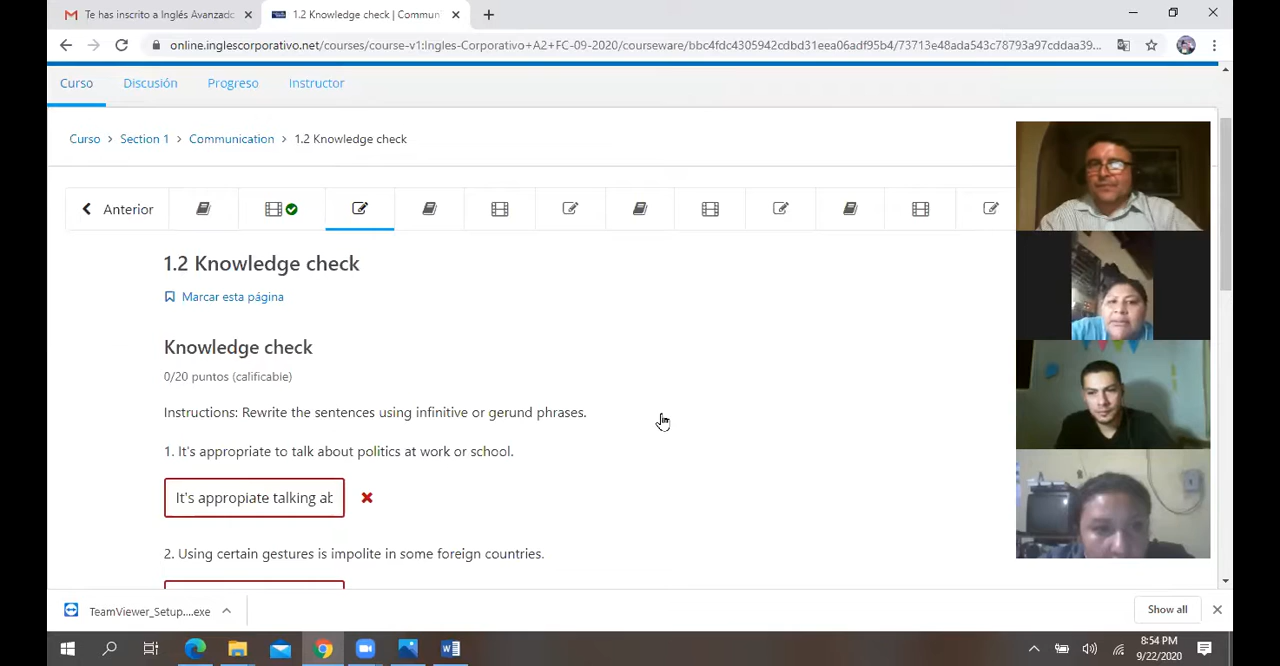 Te has inscrito a Inglés Avanzado
1.2 Knowledge check | Commun
online.inglescorporativo.net/courses/course-v1:Ingles-Corporativo+A2+FC-09-2020/courseware/bbc4fdc4305942cdbd31eea06adf95b4/73713e48ada543c78793a97cddaa39...
Curso Discusión Progreso Instructor
Curso > Section 1 > Communication > 1.2 Knowledge check
Anterior
1.2 Knowledge check
Marcar esta página
Knowledge check
0/20 puntos (calificable)
Instructions: Rewrite the sentences using infinitive or gerund phrases.
1. It's appropriate to talk about politics at work or school.
It's appropiate talking ab
2. Using certain gestures is impolite in some foreign countries.
TeamViewer_Setup....exe
Show all
8:54 PM
9/22/2020